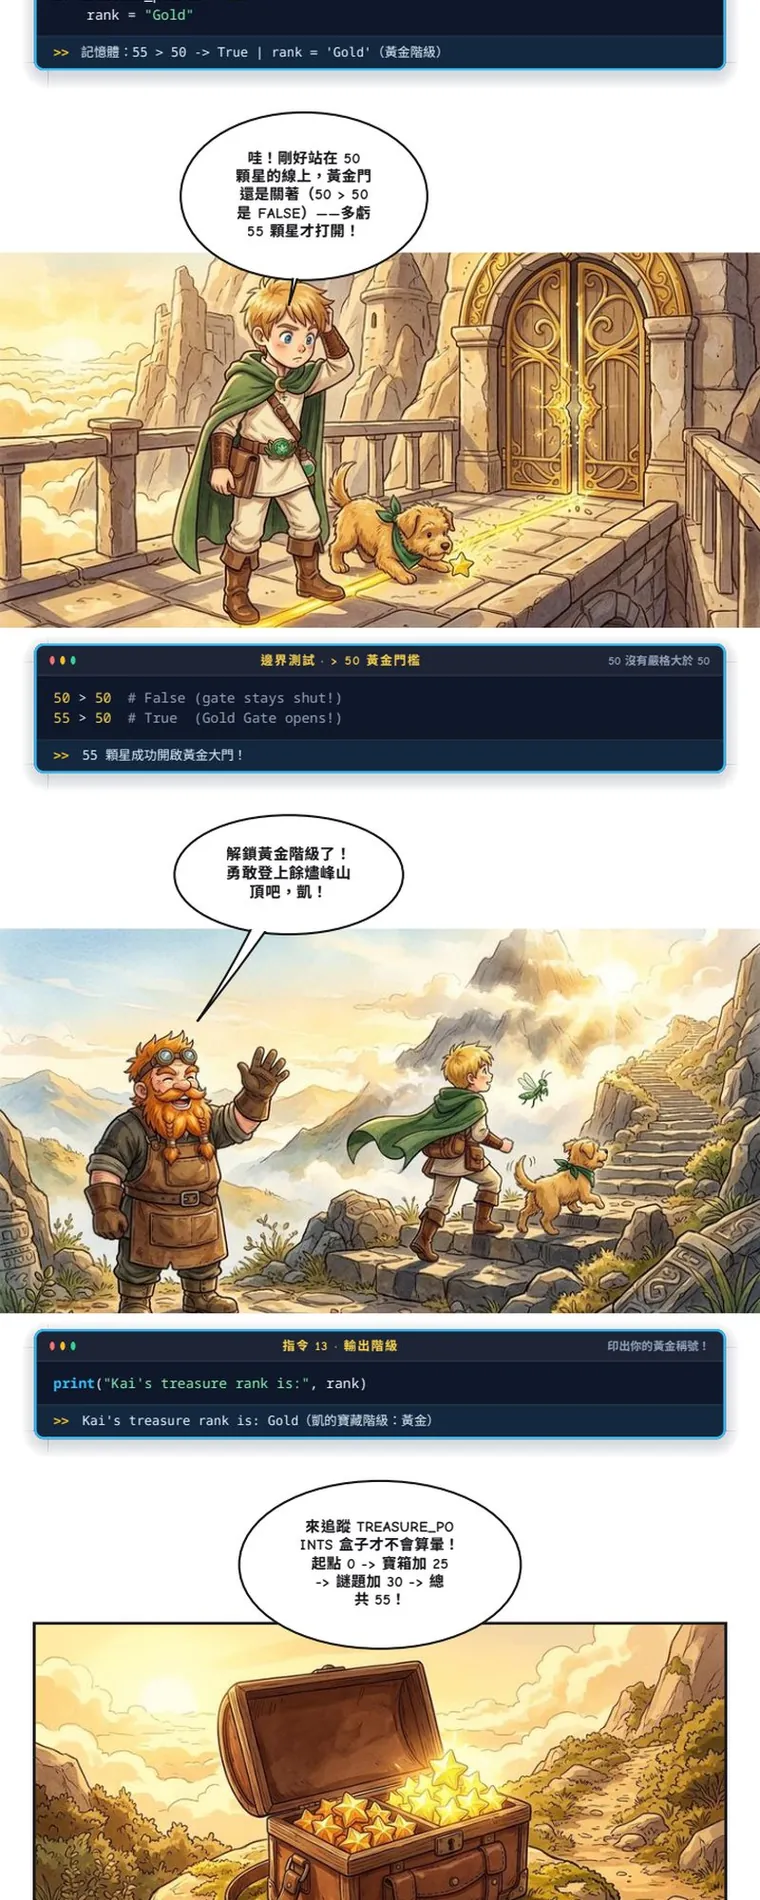 rank = "Gold"
>> 記憶體：55 > 50 -> True | rank = 'Gold'（黃金階級）
哇！剛好站在 50
顆星的線上，黃金門
還是關著（50 > 50
是 FALSE）——多虧
55 顆星才打開！
邊界測試 · > 50 黃金門檻
50 沒有嚴格大於 50
50 > 50  # False (gate stays shut!)
55 > 50  # True  (Gold Gate opens!)
>> 55 顆星成功開啟黃金大門！
解鎖黃金階級了！
勇敢登上餘燼峰山
頂吧，凱！
指令 13 · 輸出階級
印出你的黃金稱號！
print("Kai's treasure rank is:", rank)
>> Kai's treasure rank is: Gold（凱的寶藏階級：黃金）
來追蹤 TREASURE_PO
INTS 盒子才不會算暈！
起點 0 -> 寶箱加 25
-> 謎題加 30 -> 總
共 55！